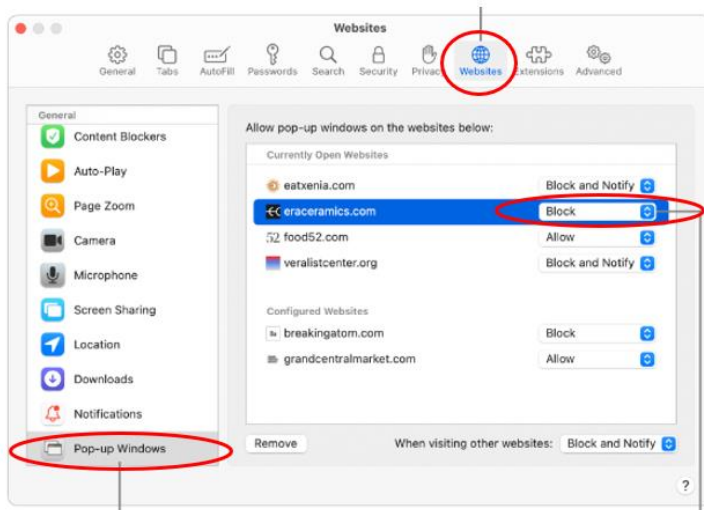 Websites
General Tabs AutoFill Passwords Search Security Privacy Websites Extensions Advanced
General
Content Blockers
Auto-Play
Page Zoom
Camera
Microphone
Screen Sharing
Location
Downloads
Notifications
Pop-up Windows
Allow pop-up windows on the websites below:
Currently Open Websites
eatxenia.com Block and Notify
eraceramics.com Block
52 food52.com Allow
veralistcenter.org Block and Notify
Configured Websites
breakingatom.com Block
grandcentralmarket.com Allow
Remove When visiting other websites: Block and Notify
?